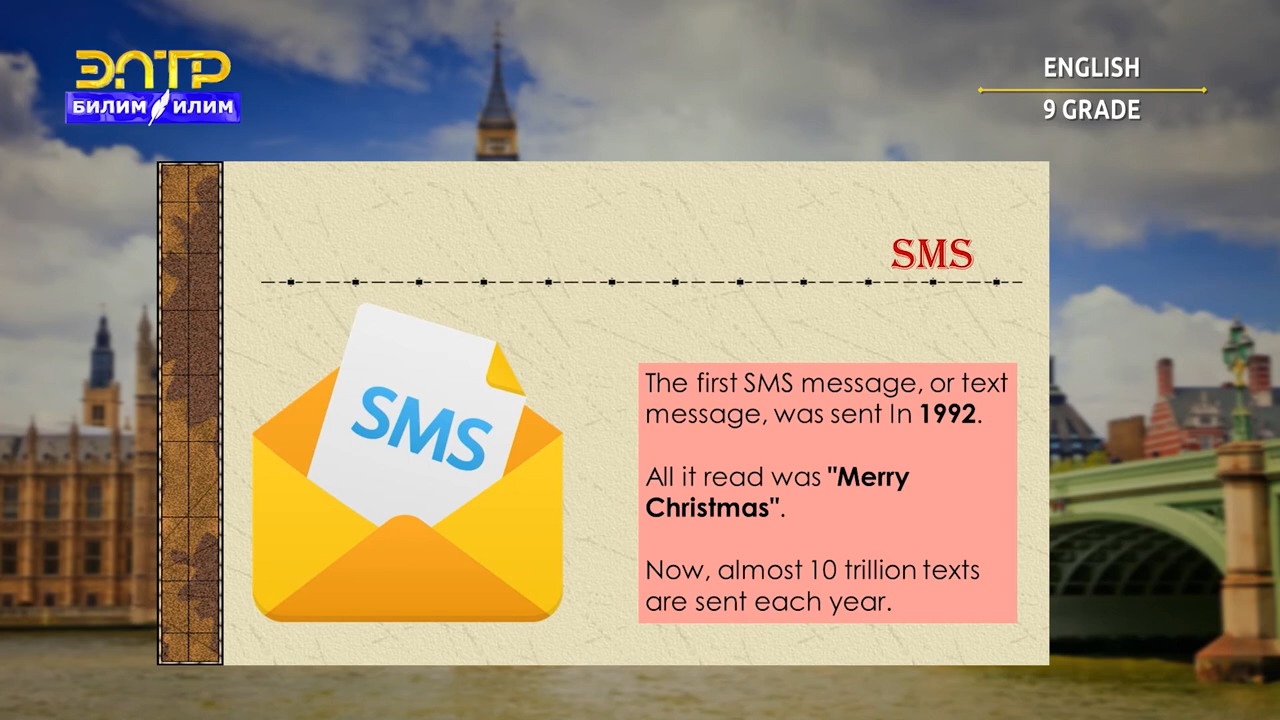 ЭЛТР
БИЛИМ ИЛИМ
ENGLISH
9 GRADE
SMS
SMS
The first SMS message, or text
message, was sent In 1992.
All it read was "Merry
Christmas".
Now, almost 10 trillion texts
are sent each year.